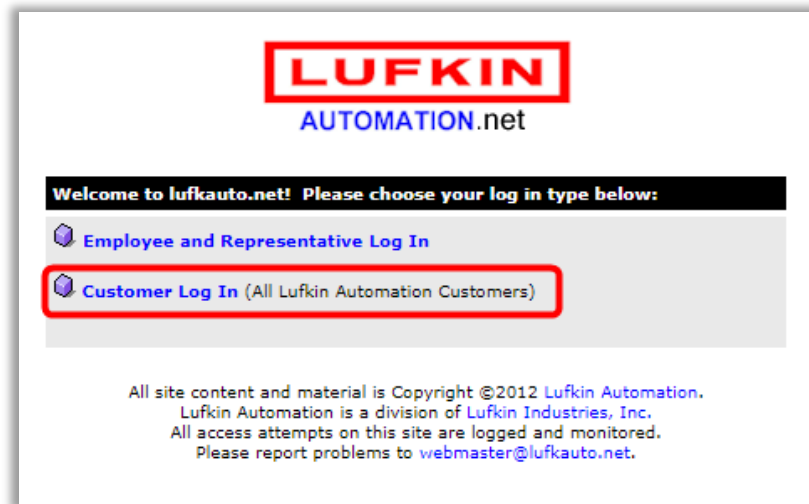 LUFKIN
AUTOMATION.net
Welcome to lufkauto.net! Please choose your log in type below:
Employee and Representative Log In
Customer Log In (All Lufkin Automation Customers)
All site content and material is Copyright ©2012 Lufkin Automation.
Lufkin Automation is a division of Lufkin Industries, Inc.
All access attempts on this site are logged and monitored.
Please report problems to webmaster@lufkauto.net.